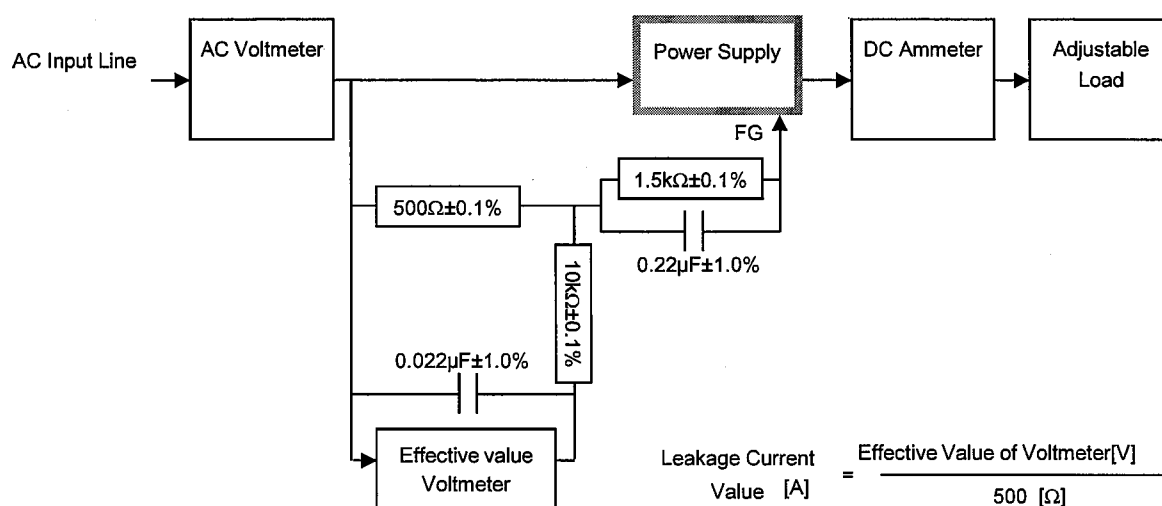 AC Input Line
AC Voltmeter
Power Supply
DC Ammeter
Adjustable
Load
FG
1.5kΩ±0.1%
500Ω±0.1%
0.22µF±1.0%
10kΩ±0.1%
0.022µF±1.0%
Effective value
Voltmeter
Leakage Current
Value [A]
=
Effective Value of Voltmeter[V]
500 [Ω]